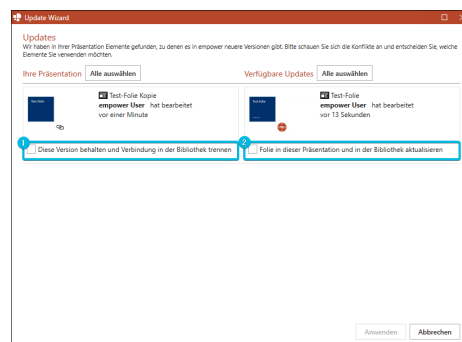 Update Wizard
Updates
Wir haben in Ihrer Präsentation Elemente gefunden, zu denen es in empower neuere Versionen gibt. Bitte schauen Sie sich die Konflikte an und entscheiden Sie, welche
Elemente Sie verwenden möchten.
Ihre Präsentation Alle auswählen
Verfügbare Updates Alle auswählen
Test-Folie
Test-Folie Kopie
empower User hat bearbeitet
vor einer Minute
Test-Folie
Test-Folie
empower User hat bearbeitet
vor 13 Sekunden
1 Diese Version behalten und Verbindung in der Bibliothek trennen
2 Folie in dieser Präsentation und in der Bibliothek aktualisieren
Anwenden Abbrechen